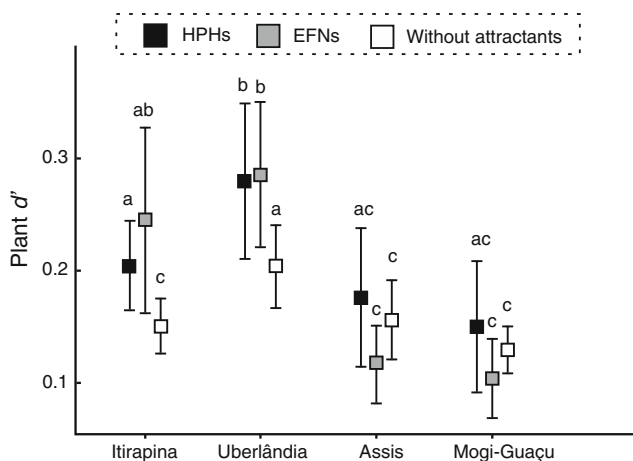 HPHs EFNs Without attractants
Plant d'
0.3
0.2
0.1
a ab c
b b a
ac c c
ac c c
Itirapina Uberlândia Assis Mogi-Guaçu